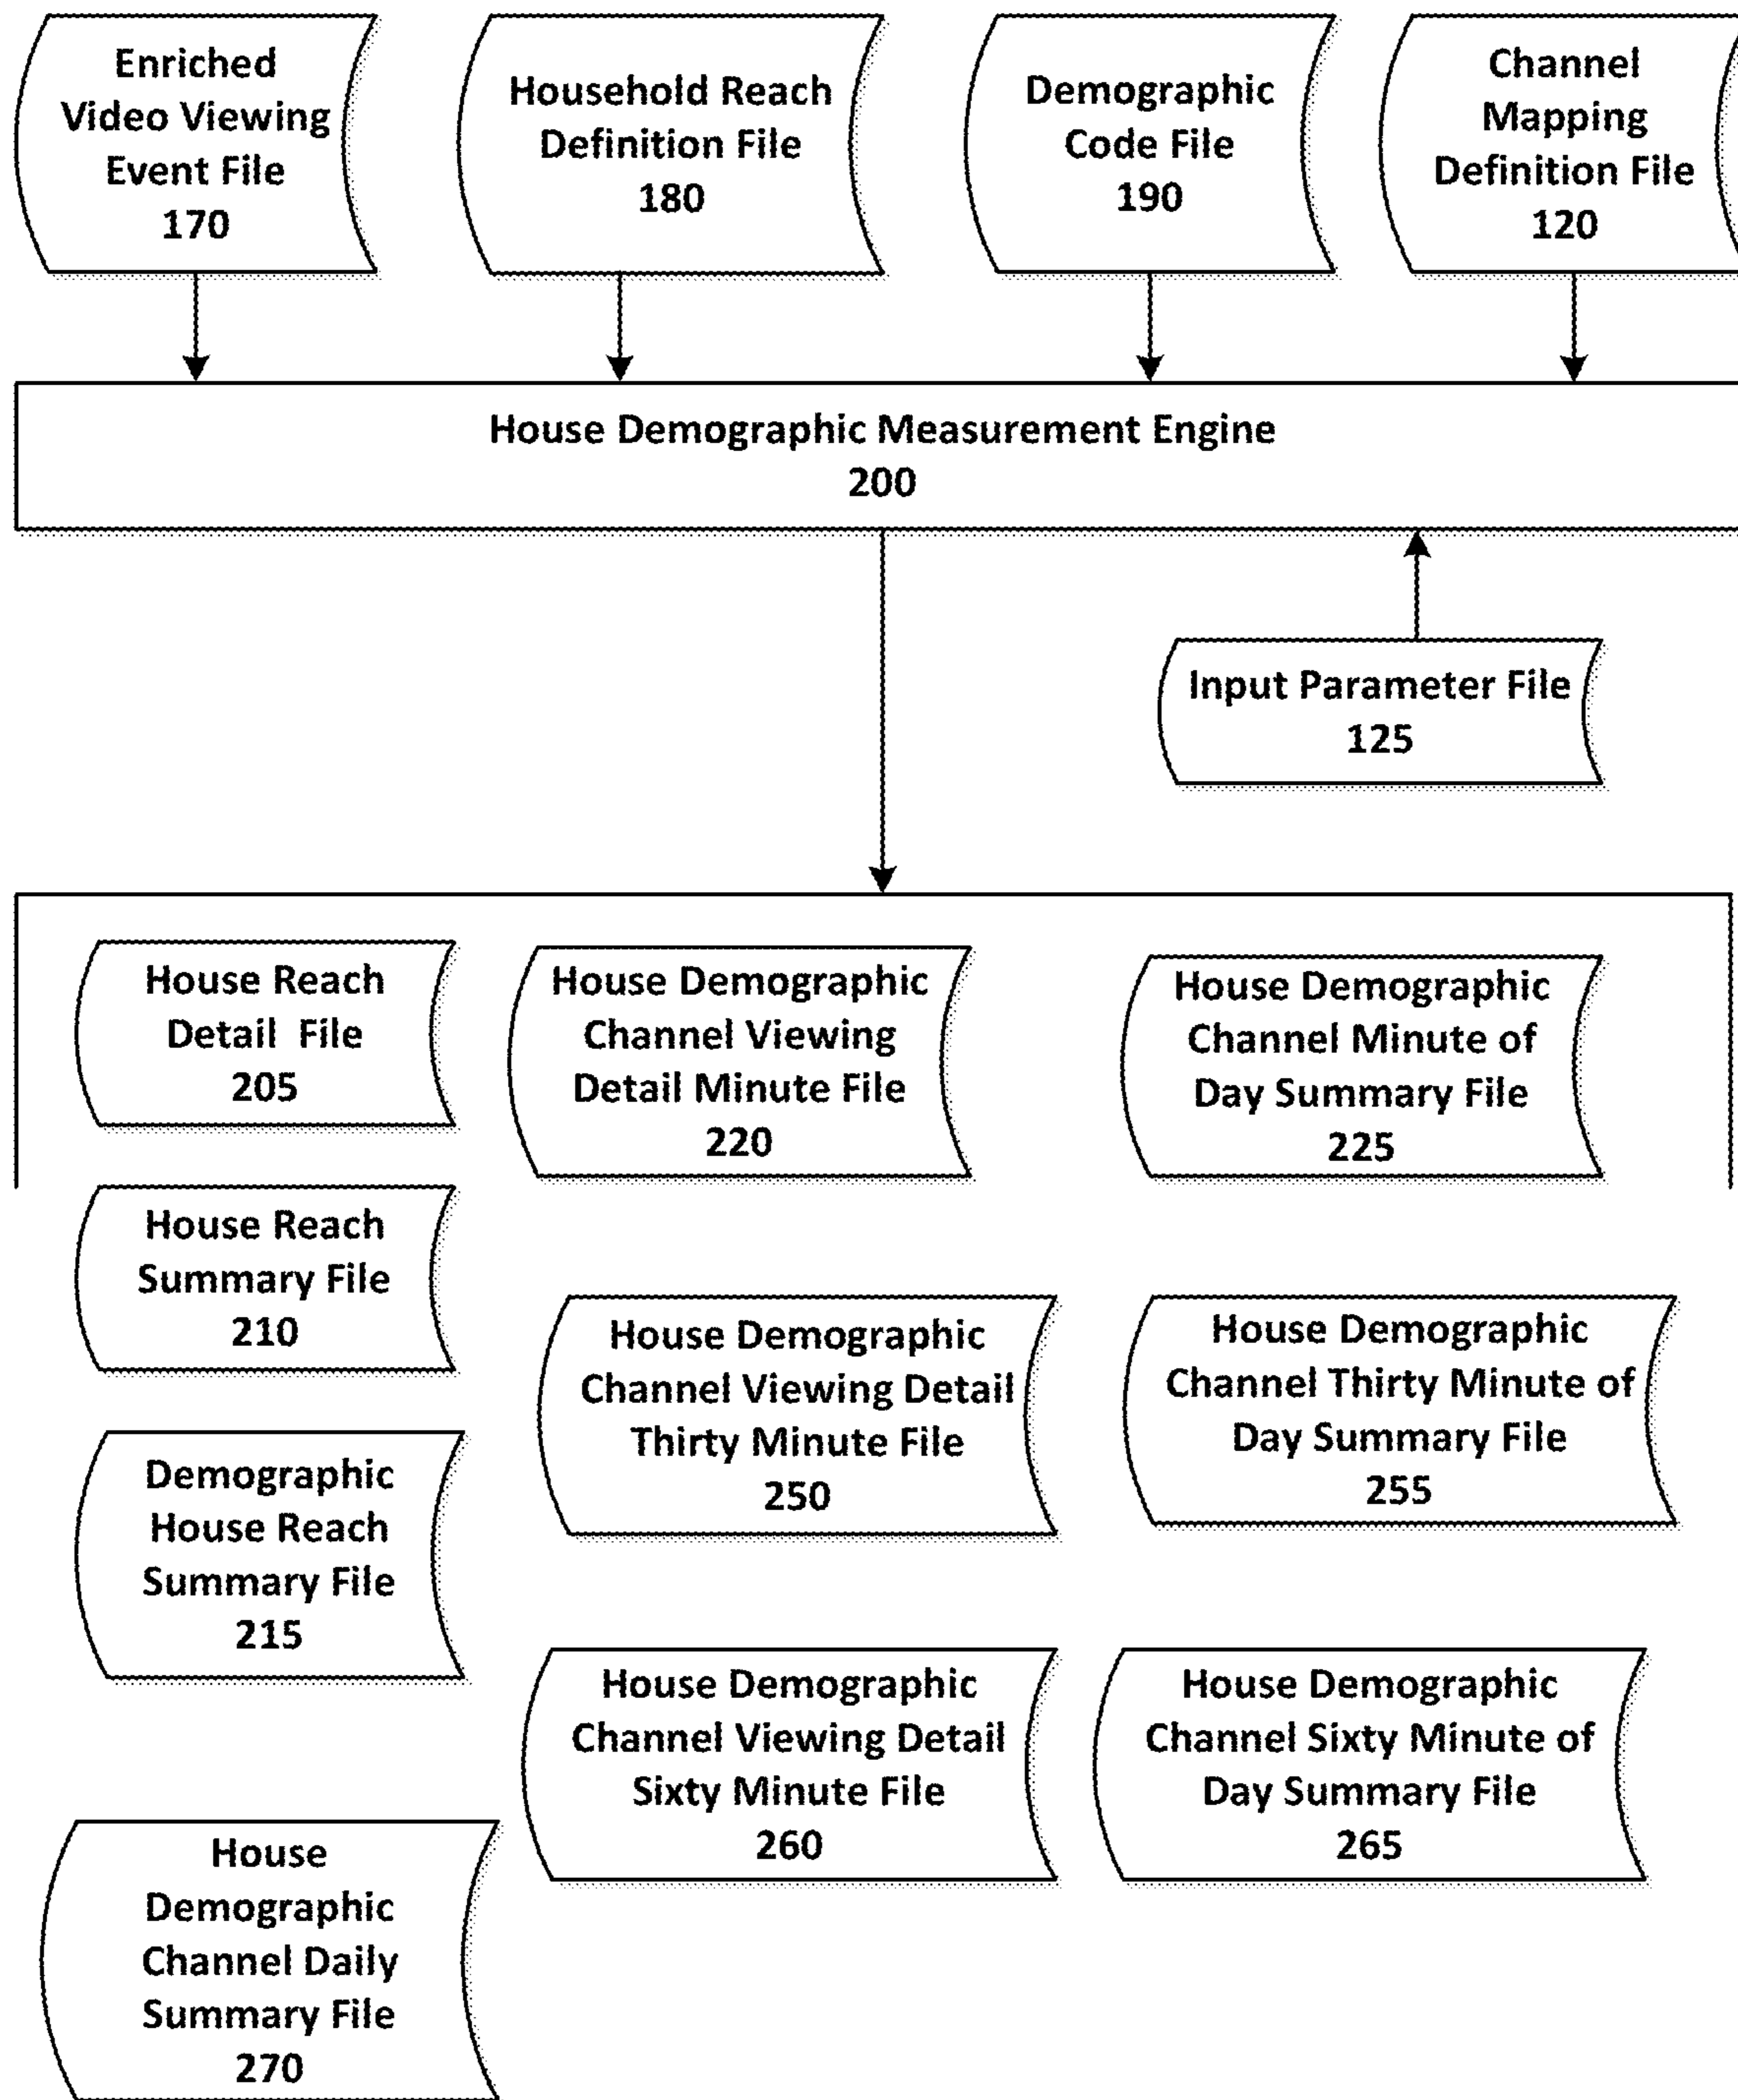 Enriched
Video Viewing
Event File
170
Household Reach
Definition File
180
Demographic
Code File
190
Channel
Mapping
Definition File
120
House Demographic Measurement Engine
200
Input Parameter File
125
House Reach
Detail File
205
House Demographic
Channel Viewing
Detail Minute File
220
House Demographic
Channel Minute of
Day Summary File
225
House Reach
Summary File
210
House Demographic
Channel Viewing Detail
Thirty Minute File
250
House Demographic
Channel Thirty Minute of
Day Summary File
255
Demographic
House Reach
Summary File
215
House Demographic
Channel Viewing Detail
Sixty Minute File
260
House Demographic
Channel Sixty Minute of
Day Summary File
265
House
Demographic
Channel Daily
Summary File
270